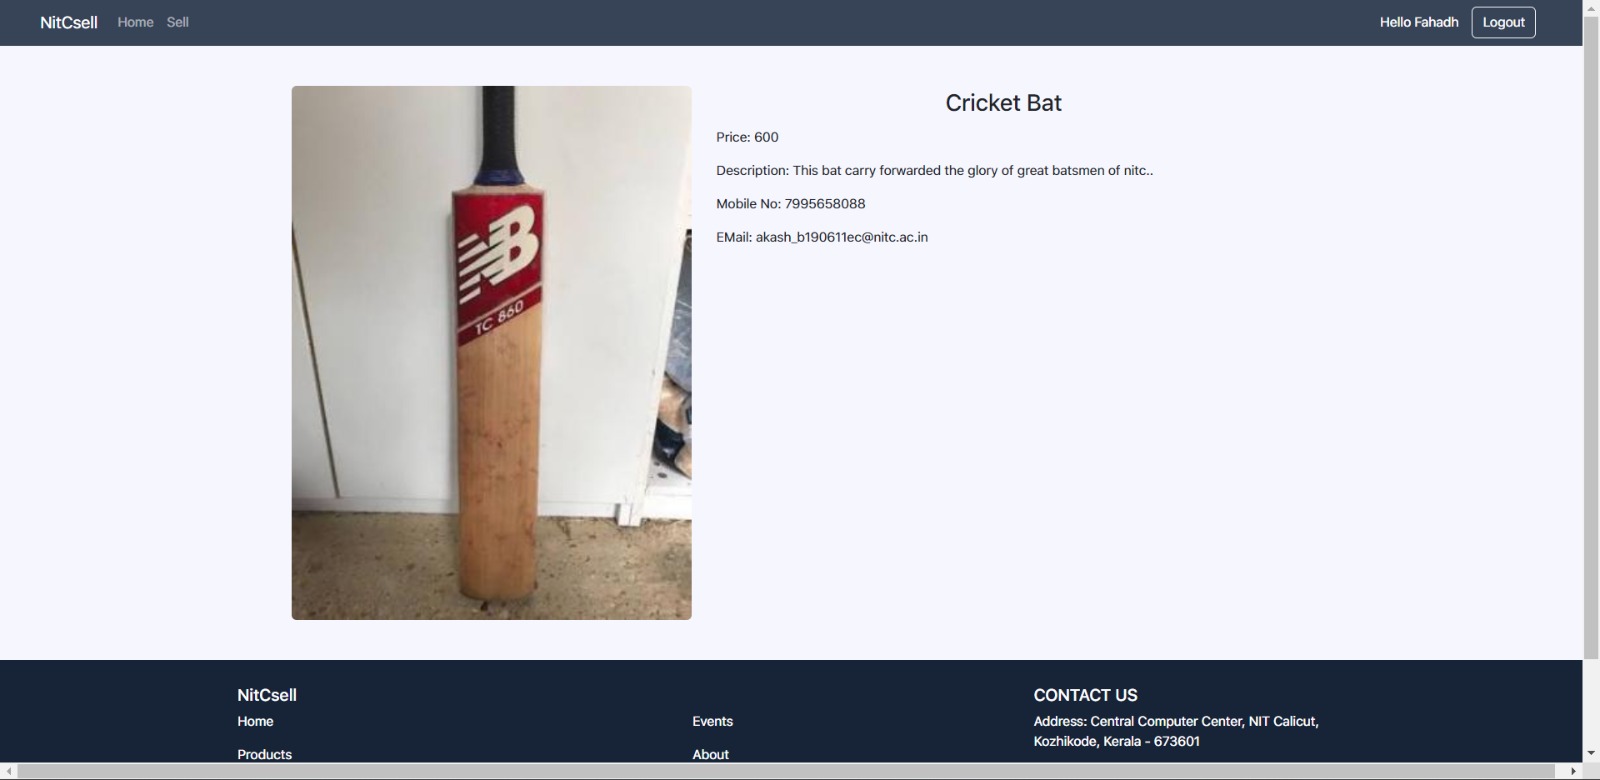 NitCsell Home Sell Hello Fahadh Logout
NB
TC 860
Cricket Bat
Price: 600
Description: This bat carry forwarded the glory of great batsmen of nitc..
Mobile No: 7995658088
EMail: akash_b190611ec@nitc.ac.in
NitCsell
Home
Products
Events
About
CONTACT US
Address: Central Computer Center, NIT Calicut,
Kozhikode, Kerala - 673601